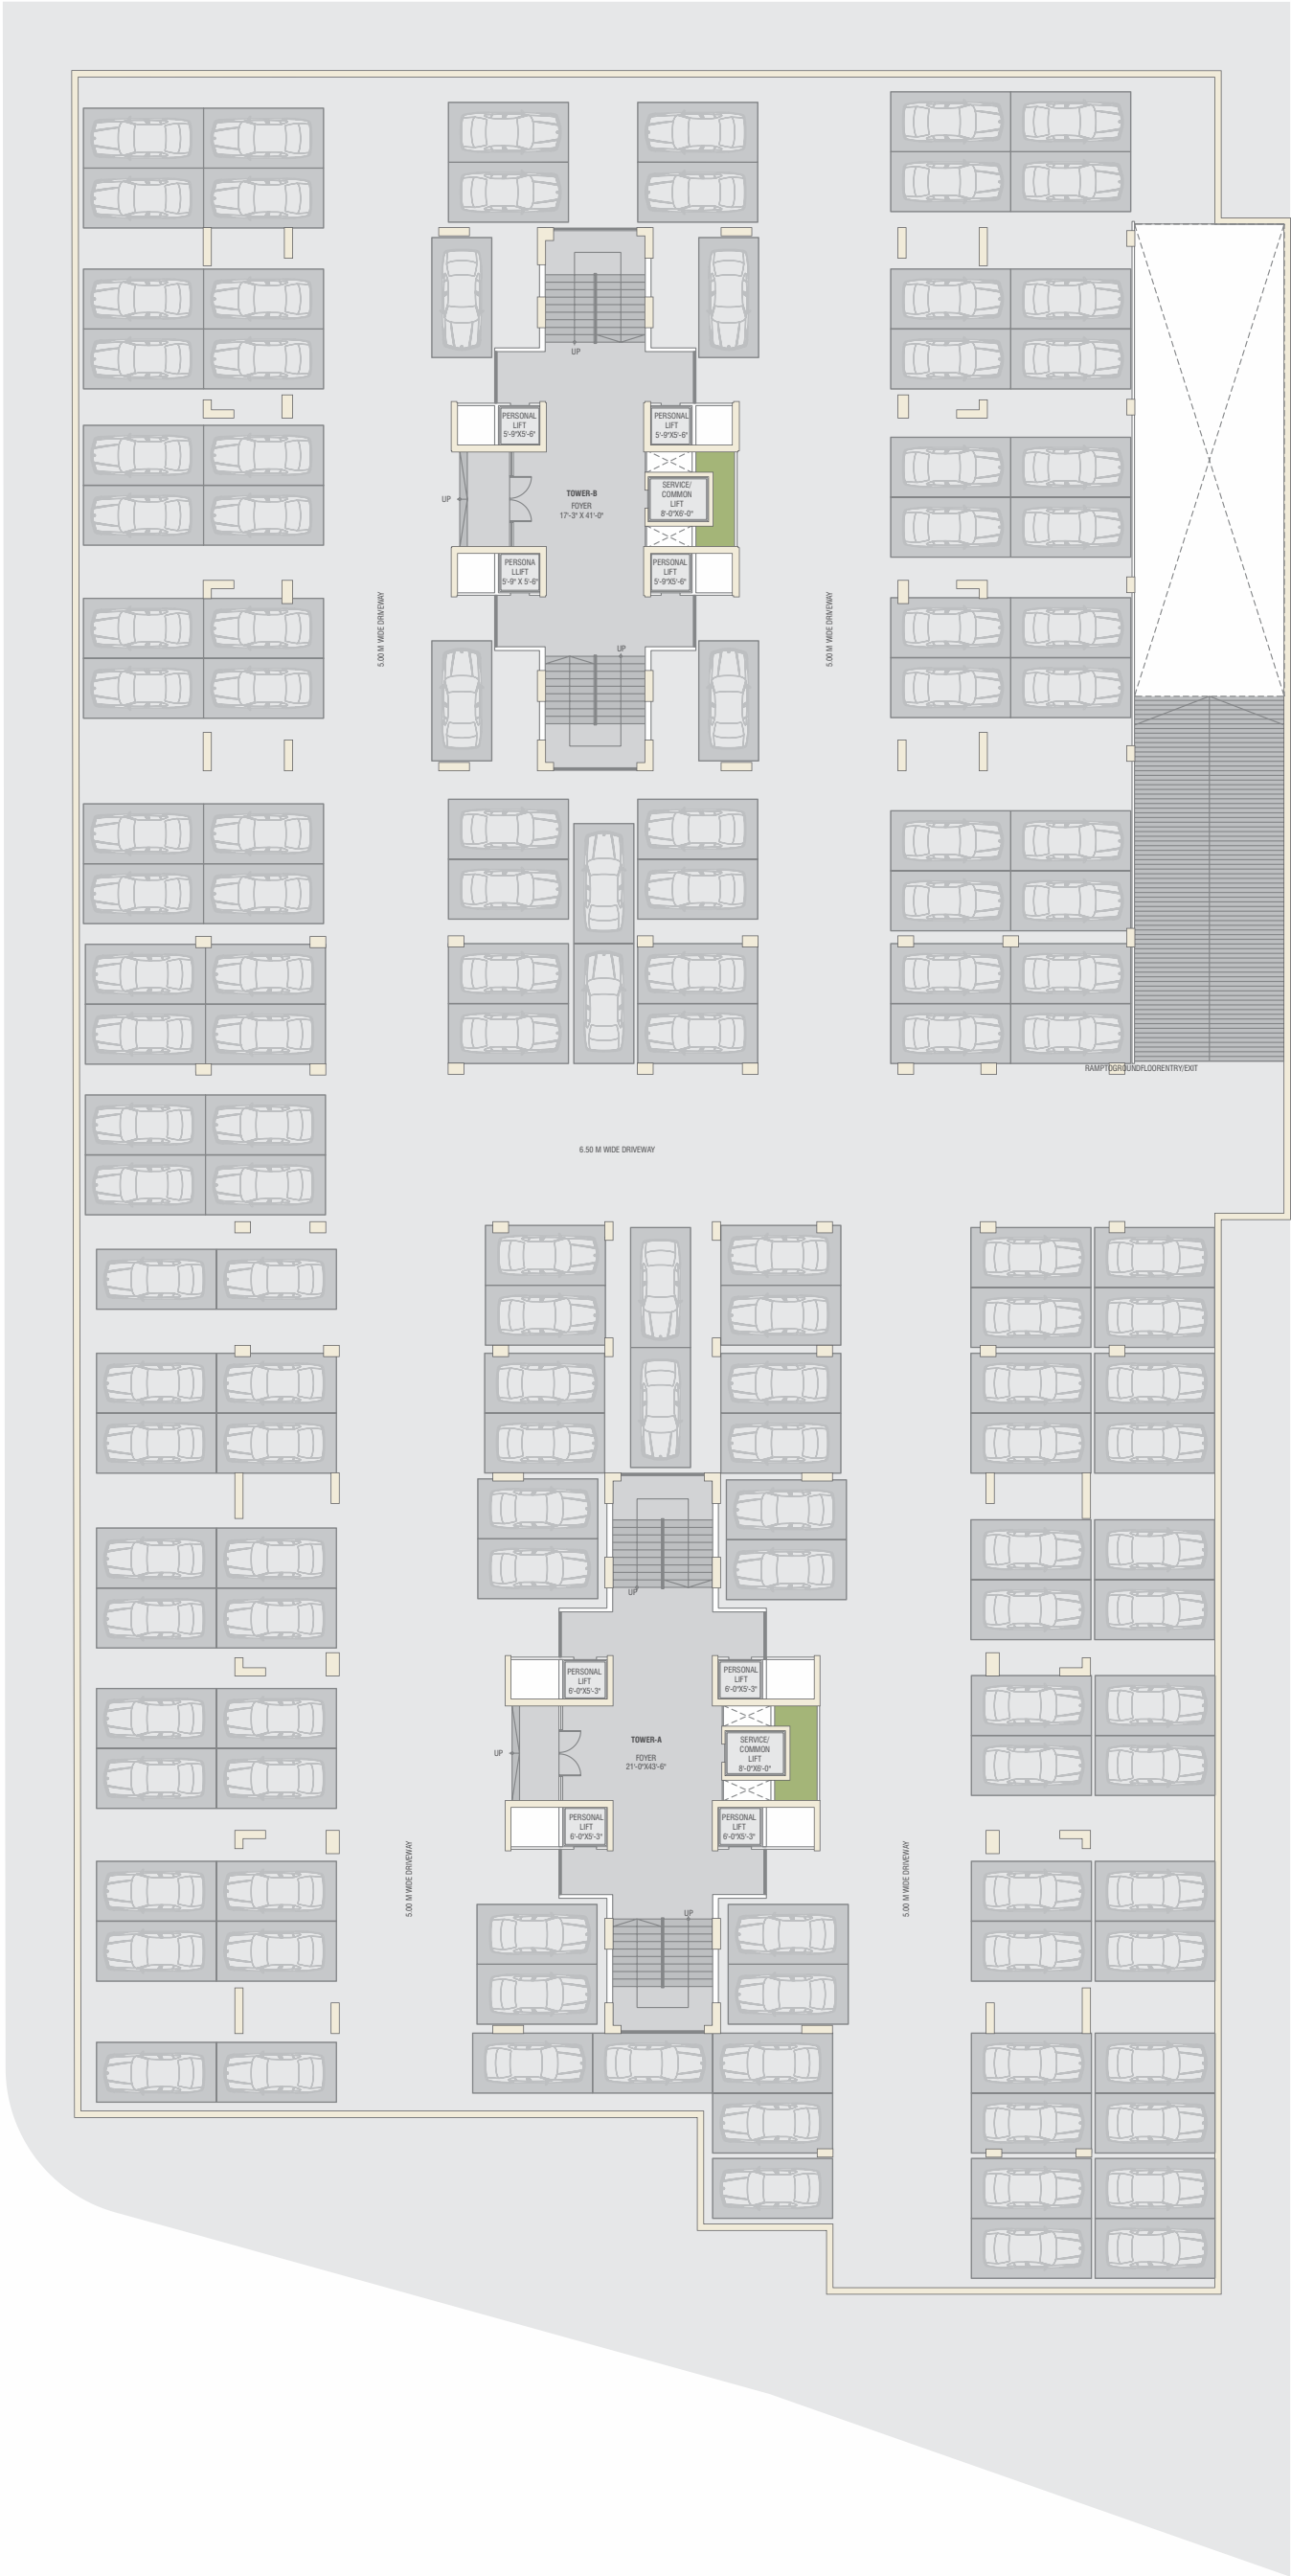 UP
PERSONAL
LIFT
5'-9"X5'-6"
PERSONAL
LIFT
5'-9"X5'-6"
UP
TOWER-B
FOYER
17'-3" X 41'-0"
SERVICE/
COMMON
LIFT
8'-0"X6'-0"
PERSONA
LLIFT
5'-9" X 5'-6"
PERSONAL
LIFT
5'-9"X5'-6"
5.00 M WIDE DRIVEWAY
5.00 M WIDE DRIVEWAY
UP
RAMPTOGROUNDFLOORENTRY/EXIT
6.50 M WIDE DRIVEWAY
UP
PERSONAL
LIFT
6'-0"X5'-3"
PERSONAL
LIFT
6'-0"X5'-3"
UP
TOWER-A
FOYER
21'-0"X43'-6"
SERVICE/
COMMON
LIFT
8'-0"X6'-0"
PERSONAL
LIFT
6'-0"X5'-3"
PERSONAL
LIFT
6'-0"X5'-3"
5.00 M WIDE DRIVEWAY
5.00 M WIDE DRIVEWAY
UP